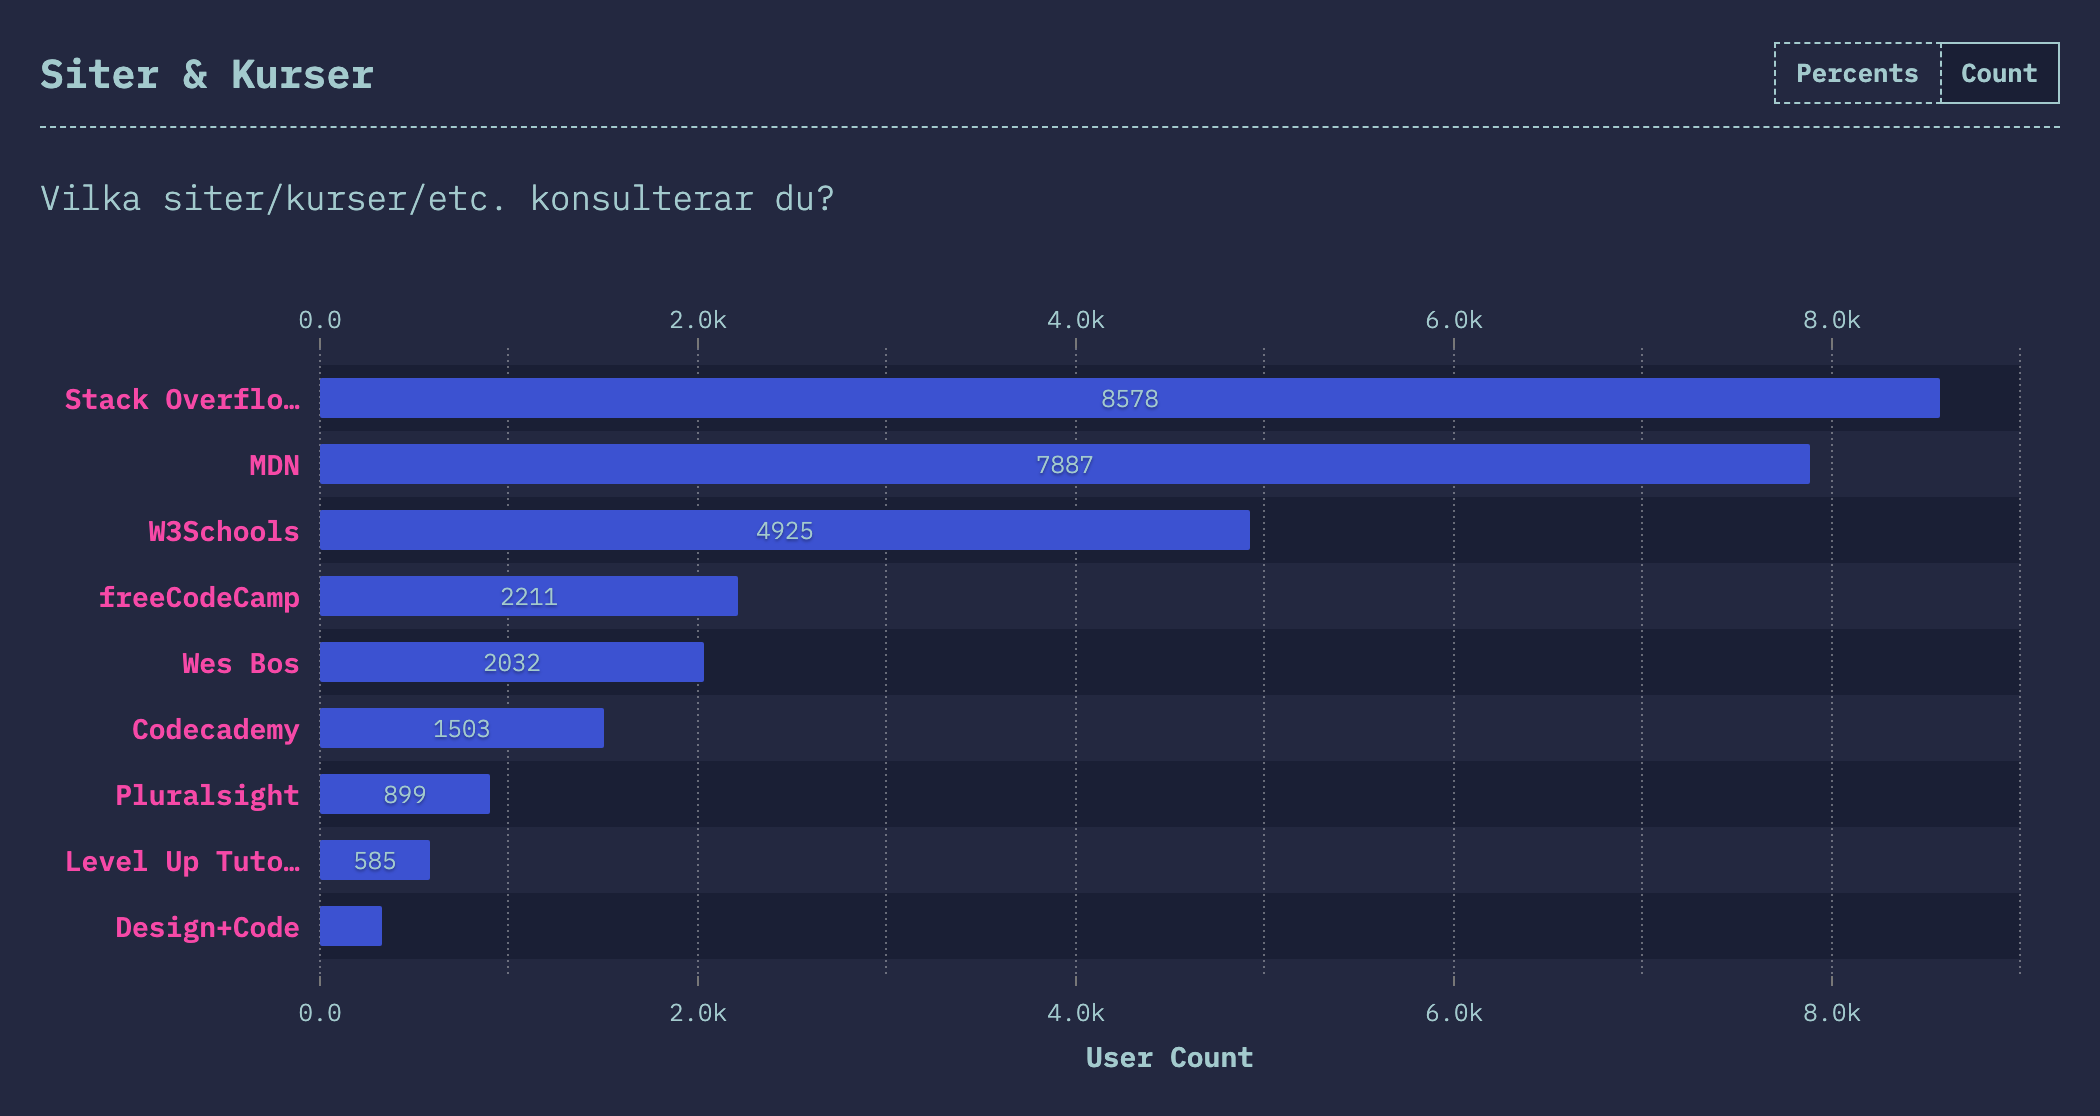 Siter & Kurser
Percents Count
Vilka siter/kurser/etc. konsulterar du?
0.0 2.0k 4.0k 6.0k 8.0k
Stack Overflo… 8578
MDN 7887
W3Schools 4925
freeCodeCamp 2211
Wes Bos 2032
Codecademy 1503
Pluralsight 899
Level Up Tuto… 585
Design+Code
0.0 2.0k 4.0k 6.0k 8.0k
User Count